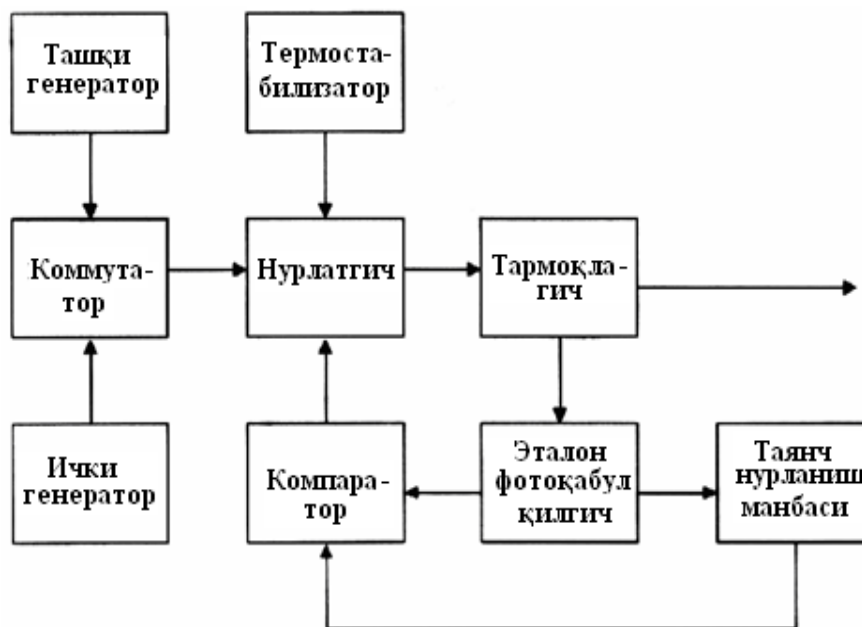 Ташқи
генератор
Термоста-
билизатор
Коммута-
тор
Нурлатгич
Тармоқла-
гич
Ички
генератор
Компара-
тор
Эталон
фотоқабул
қилгич
Таянч
нурланиш
манбаси